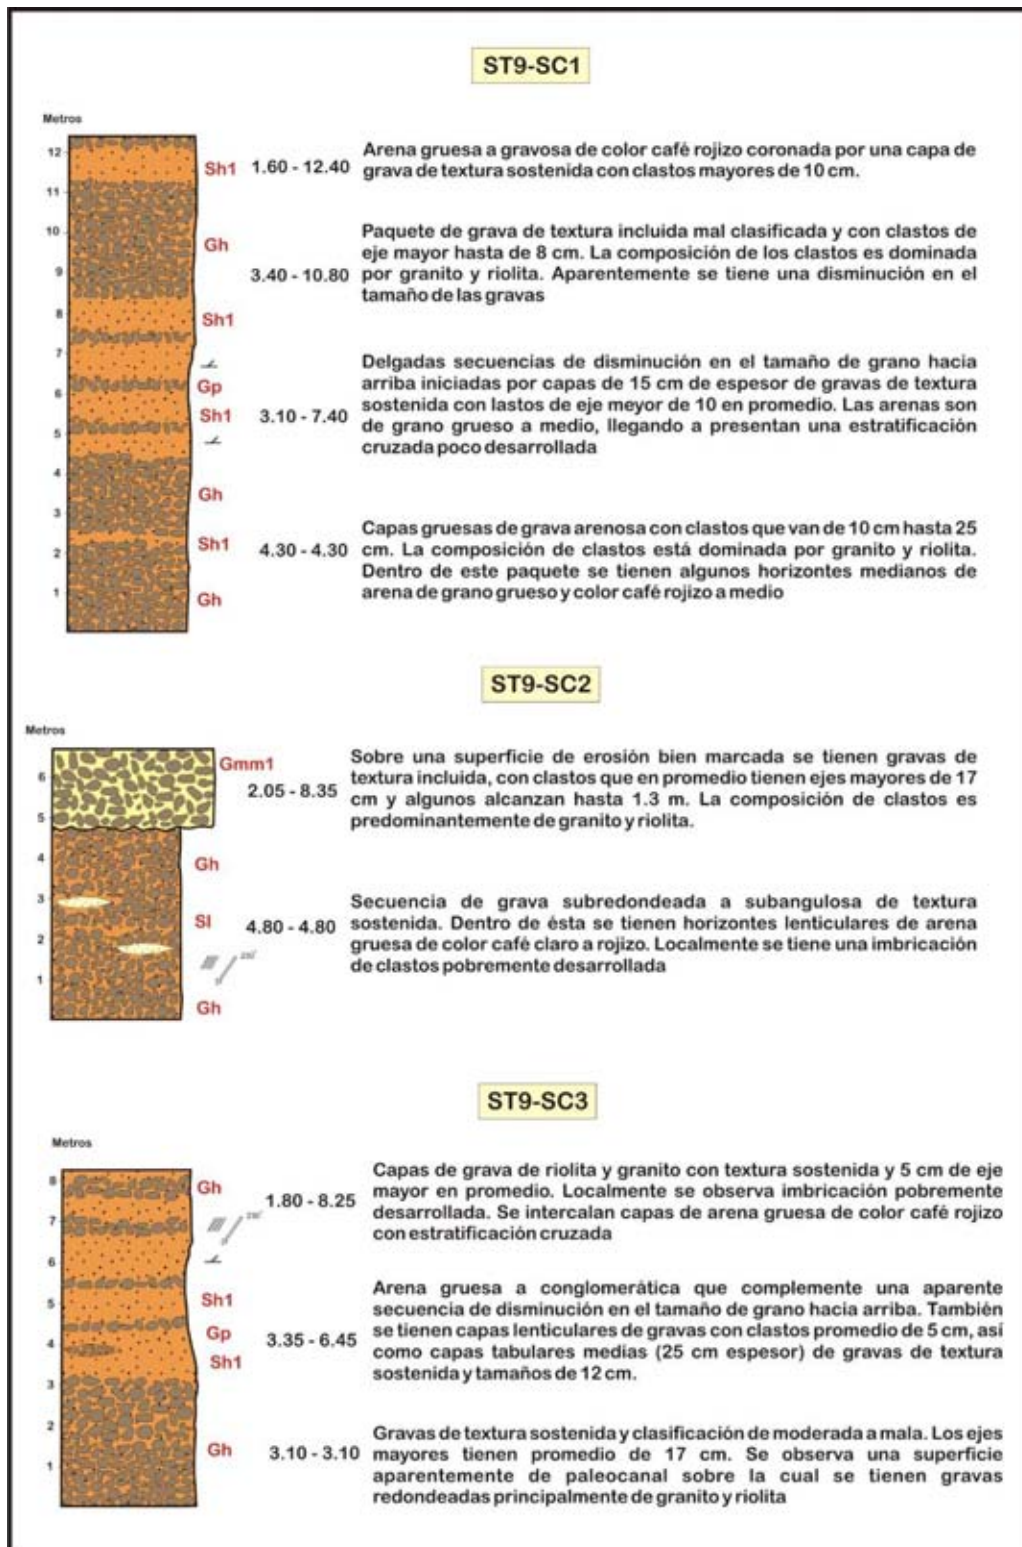 ST9-SC1
Metros
12
11
10
9
8
7
6
5
4
3
2
1
Sh1
Gh
Sh1
Gp
Sh1
Gh
Sh1
Gh
1.60 - 12.40
Arena gruesa a gravosa de color café rojizo coronada por una capa de
grava de textura sostenida con clastos mayores de 10 cm.
3.40 - 10.80
Paquete de grava de textura incluida mal clasificada y con clastos de
eje mayor hasta de 8 cm. La composición de los clastos es dominada
por granito y riolita. Aparentemente se tiene una disminución en el
tamaño de las gravas
3.10 - 7.40
Delgadas secuencias de disminución en el tamaño de grano hacia
arriba iniciadas por capas de 15 cm de espesor de gravas de textura
sostenida con lastos de eje meyor de 10 en promedio. Las arenas son
de grano grueso a medio, llegando a presentan una estratificación
cruzada poco desarrollada
4.30 - 4.30
Capas gruesas de grava arenosa con clastos que van de 10 cm hasta 25
cm. La composición de clastos está dominada por granito y riolita.
Dentro de este paquete se tienen algunos horizontes medianos de
arena de grano grueso y color café rojizo a medio
ST9-SC2
Metros
6
5
4
3
2
1
Gmm1
Gh
Sl
Gh
2.05 - 8.35
Sobre una superficie de erosión bien marcada se tienen gravas de
textura incluida, con clastos que en promedio tienen ejes mayores de 17
cm y algunos alcanzan hasta 1.3 m. La composición de clastos es
predominantemente de granito y riolita.
4.80 - 4.80
Secuencia de grava subredondeada a subangulosa de textura
sostenida. Dentro de ésta se tienen horizontes lenticulares de arena
gruesa de color café claro a rojizo. Localmente se tiene una imbricación
de clastos pobremente desarrollada
ST9-SC3
Metros
8
7
6
5
4
3
2
1
Gh
Sh1
Gp
Sh1
Gh
1.80 - 8.25
Capas de grava de riolita y granito con textura sostenida y 5 cm de eje
mayor en promedio. Localmente se observa imbricación pobremente
desarrollada. Se intercalan capas de arena gruesa de color café rojizo
con estratificación cruzada
3.35 - 6.45
Arena gruesa a conglomerática que complemente una aparente
secuencia de disminución en el tamaño de grano hacia arriba. También
se tienen capas lenticulares de gravas con clastos promedio de 5 cm, así
como capas tabulares medias (25 cm espesor) de gravas de textura
sostenida y tamaños de 12 cm.
3.10 - 3.10
Gravas de textura sostenida y clasificación de moderada a mala. Los ejes
mayores tienen promedio de 17 cm. Se observa una superficie
aparentemente de paleocanal sobre la cual se tienen gravas
redondeadas principalmente de granito y riolita